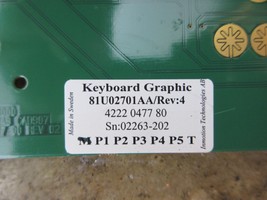 Keyboard Graphic
81U02701AA/Rev:4
4222 0477 80
Sn:02263-202
P1 P2 P3 P4 P5 T
Made in Sweden
Inmotion Technologies AB